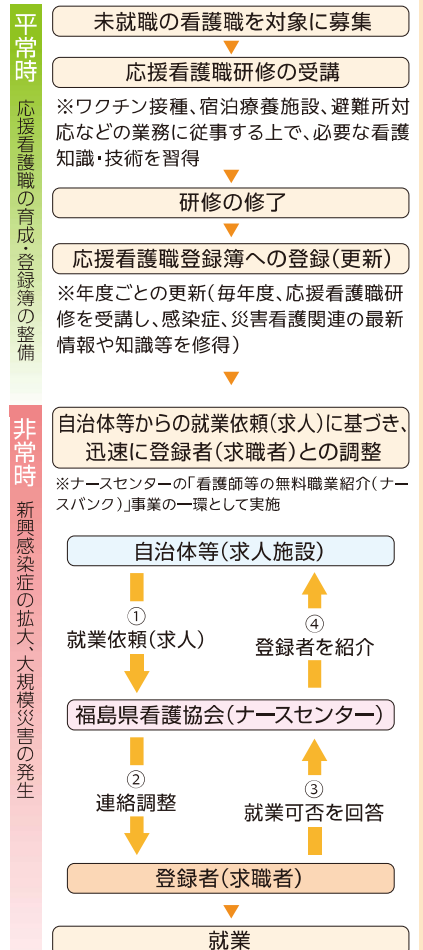 平常時
応援看護職の育成・登録簿の整備
未就職の看護職を対象に募集
応援看護職研修の受講
※ワクチン接種、宿泊療養施設、避難所対
応などの業務に従事する上で、必要な看護
知識・技術を習得
研修の修了
応援看護職登録簿への登録(更新)
※年度ごとの更新(毎年度、応援看護職研
修を受講し、感染症、災害看護関連の最新
情報や知識等を修得)
非常時
新興感染症の拡大、大規模災害の発生
自治体等からの就業依頼(求人)に基づき、
迅速に登録者(求職者)との調整
※ナースセンターの「看護師等の無料職業紹介(ナー
スバンク)」事業の一環として実施
自治体等(求人施設)
①
就業依頼(求人)
④
登録者を紹介
福島県看護協会(ナースセンター)
②
連絡調整
③
就業可否を回答
登録者(求職者)
就業